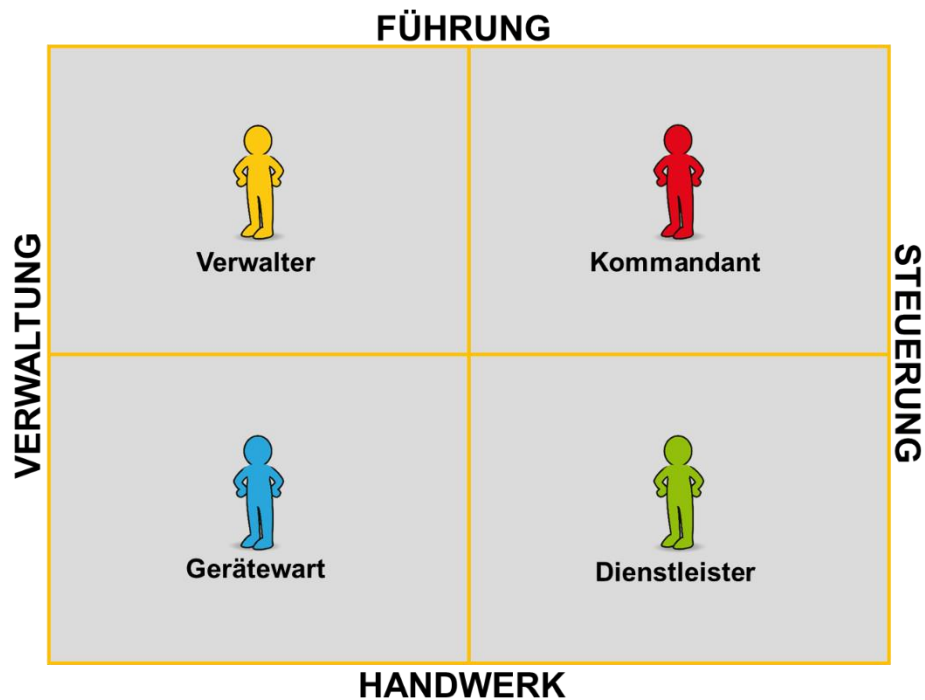 FÜHRUNG
VERWALTUNG
Verwalter
Kommandant
STEUERUNG
Gerätewart
Dienstleister
HANDWERK